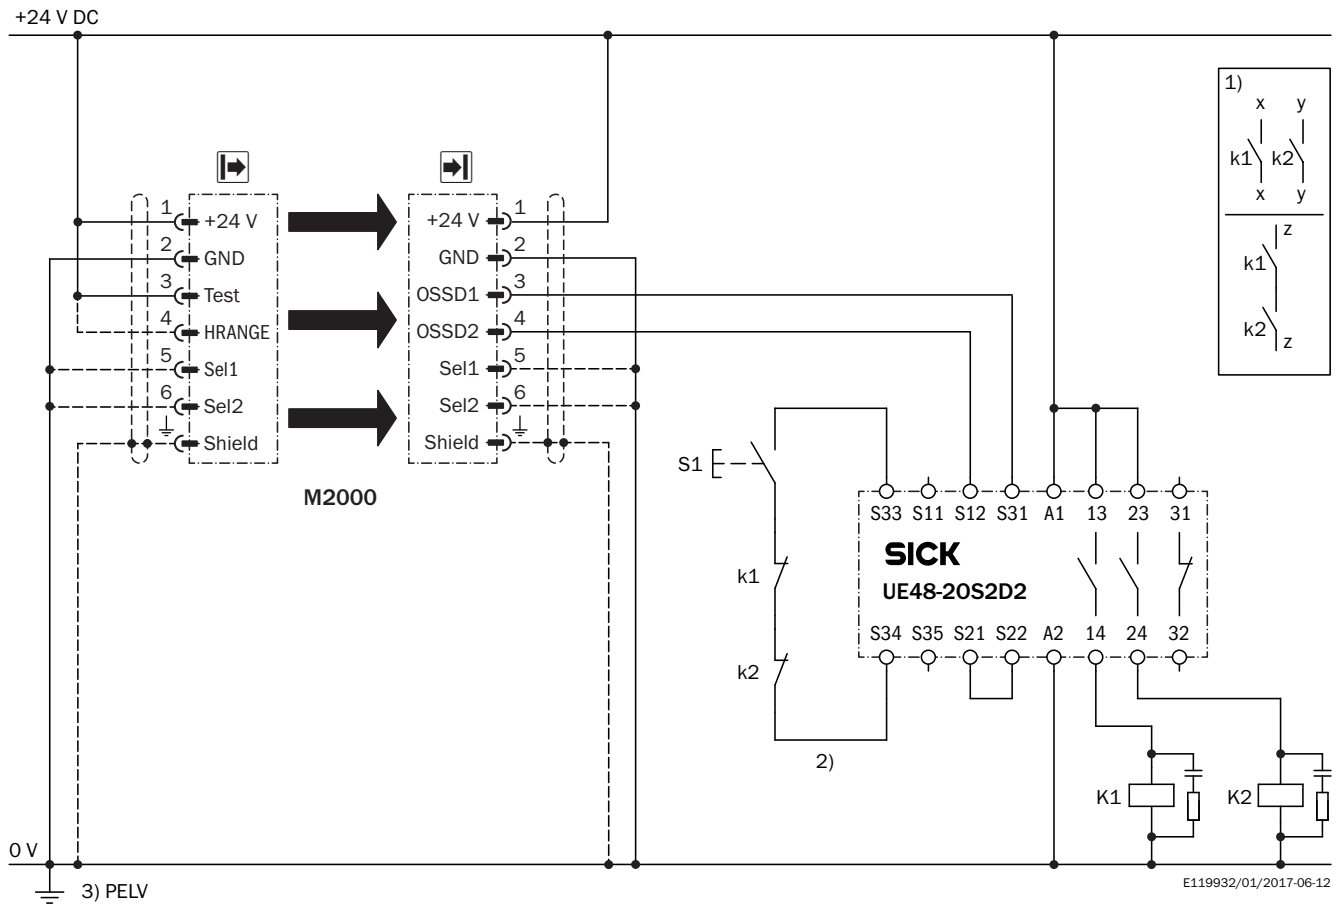 +24 V DC
1)
x y
k1 k2
x y
z
k1
k2
z
1 +24 V
2 GND
3 Test
4 HRANGE
5 Sel1
6 Sel2
Shield
+24 V 1
GND 2
OSSD1 3
OSSD2 4
Sel1 5
Sel2 6
Shield
M2000
S1
k1
k2
2)
S33 S11 S12 S31 A1 13 23 31
SICK
UE48-2OS2D2
S34 S35 S21 S22 A2 14 24 32
K1 K2
0 V
3) PELV
E119932/01/2017-06-12